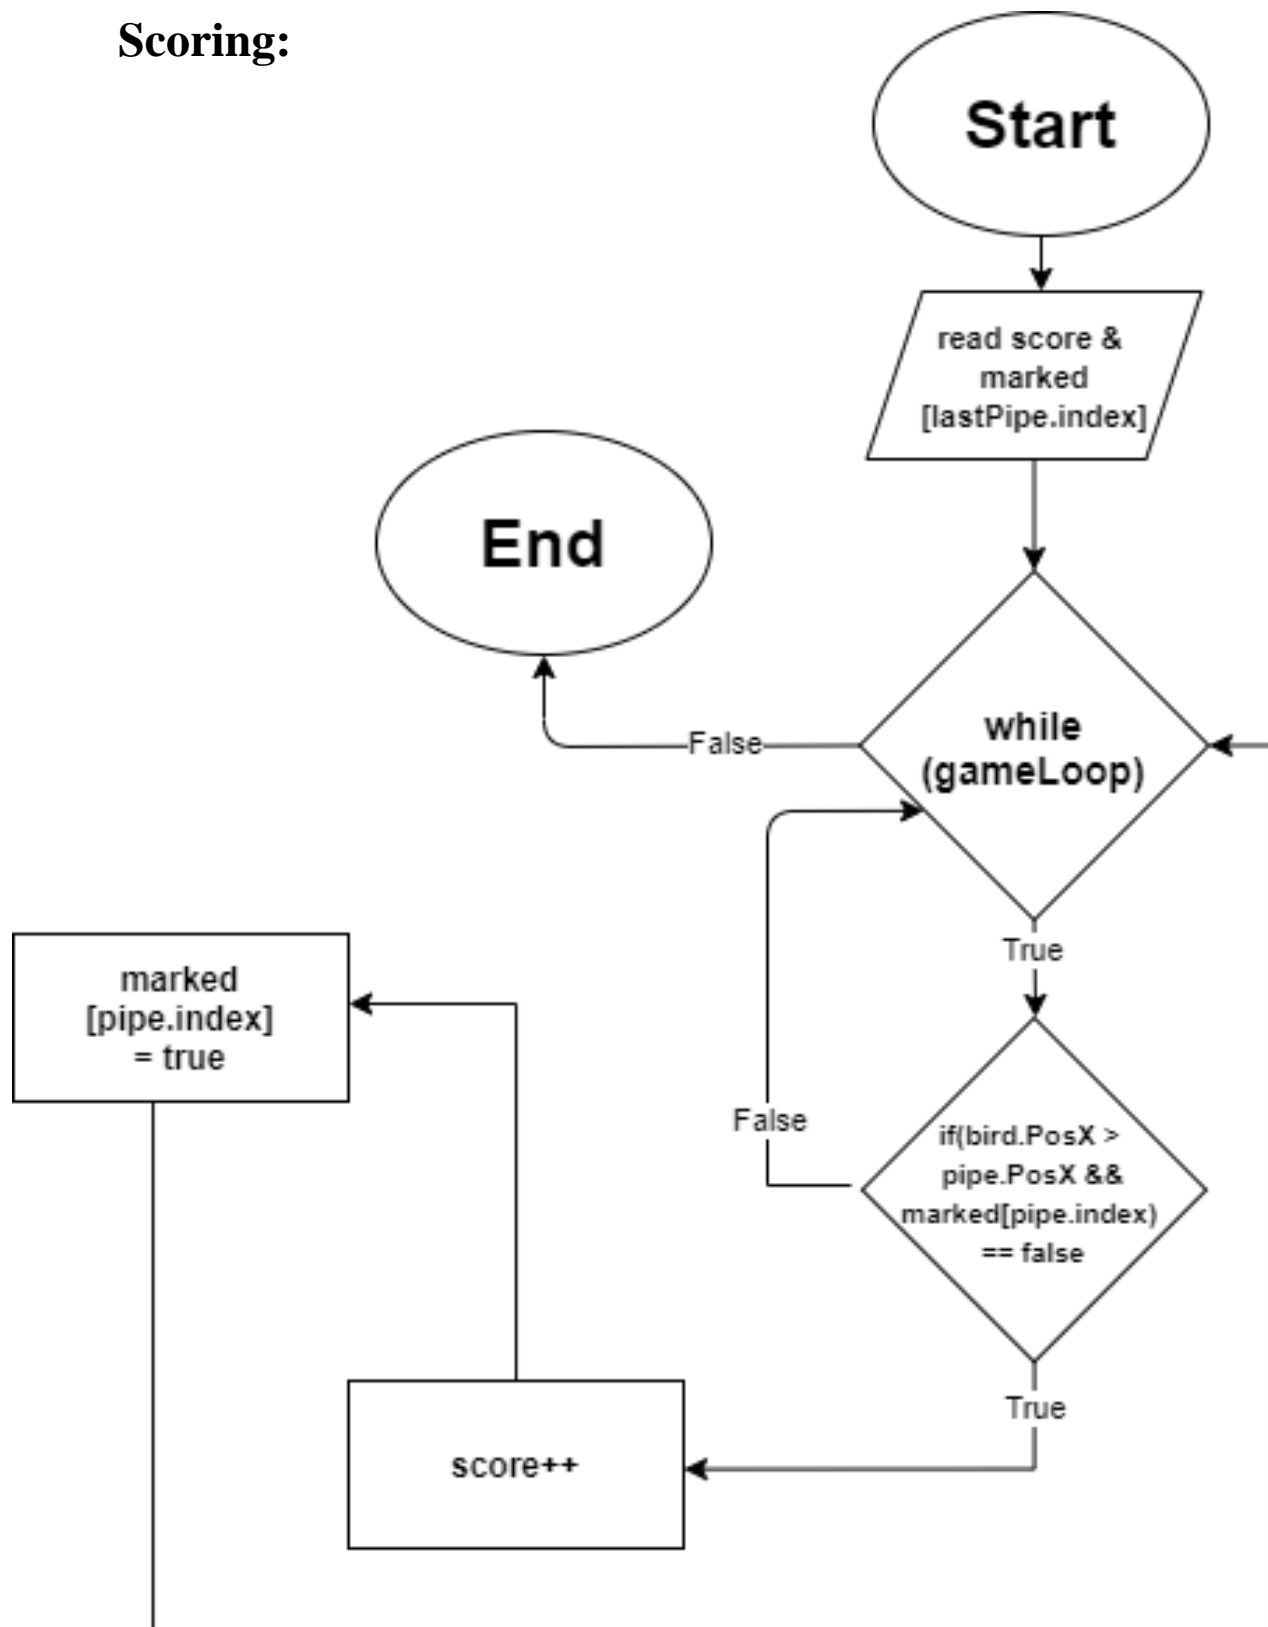 Scoring:
Start
read score &
marked
[lastPipe.index]
End
while
(gameLoop)
False
True
marked
[pipe.index]
= true
False
if(bird.PosX >
pipe.PosX &&
marked[pipe.index)
== false
True
score++